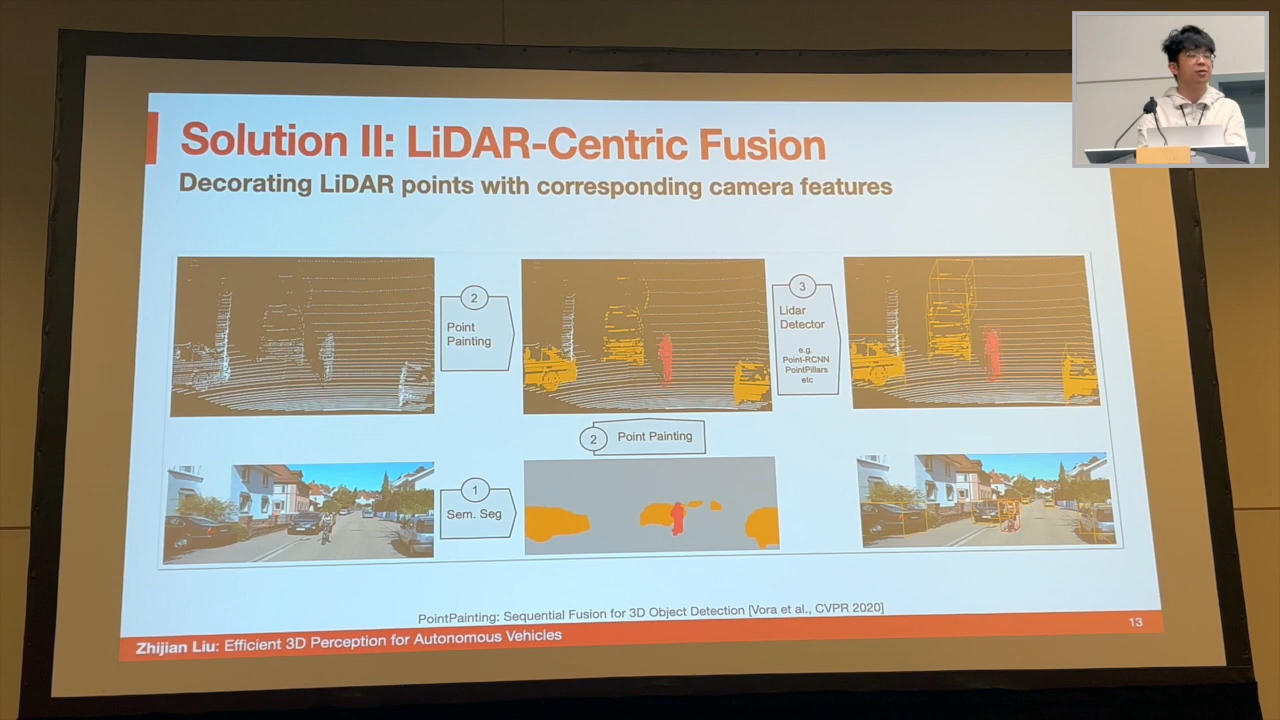 Solution II: LiDAR-Centric Fusion
Decorating LiDAR points with corresponding camera features
2
Point
Painting
3
Lidar
Detector
e.g.
Point-RCNN
PointPillars
etc
2
Point Painting
1
Sem. Seg
PointPainting: Sequential Fusion for 3D Object Detection [Vora et al., CVPR 2020]
Zhijian Liu: Efficient 3D Perception for Autonomous Vehicles
13